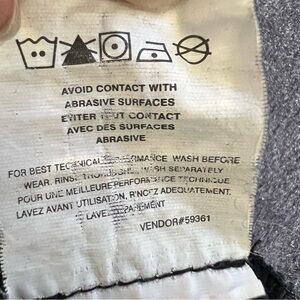 AVOID CONTACT WITH
ABRASIVE SURFACES
EVITER TOUT CONTACT
AVEC DES SURFACES
ABRASIVE
FOR BEST TECHNICAL PERFORMANCE WASH BEFORE
WEAR. RINSE THOROUGHLY. WASH SEPARATELY
POUR UNE MEILLEURE PERFORMANCE TECHNIQUE
LAVEZ AVANT UTILISATION, RINCEZ ADEQUATEMENT.
LAVER SEPAREMENT
VENDOR#59361